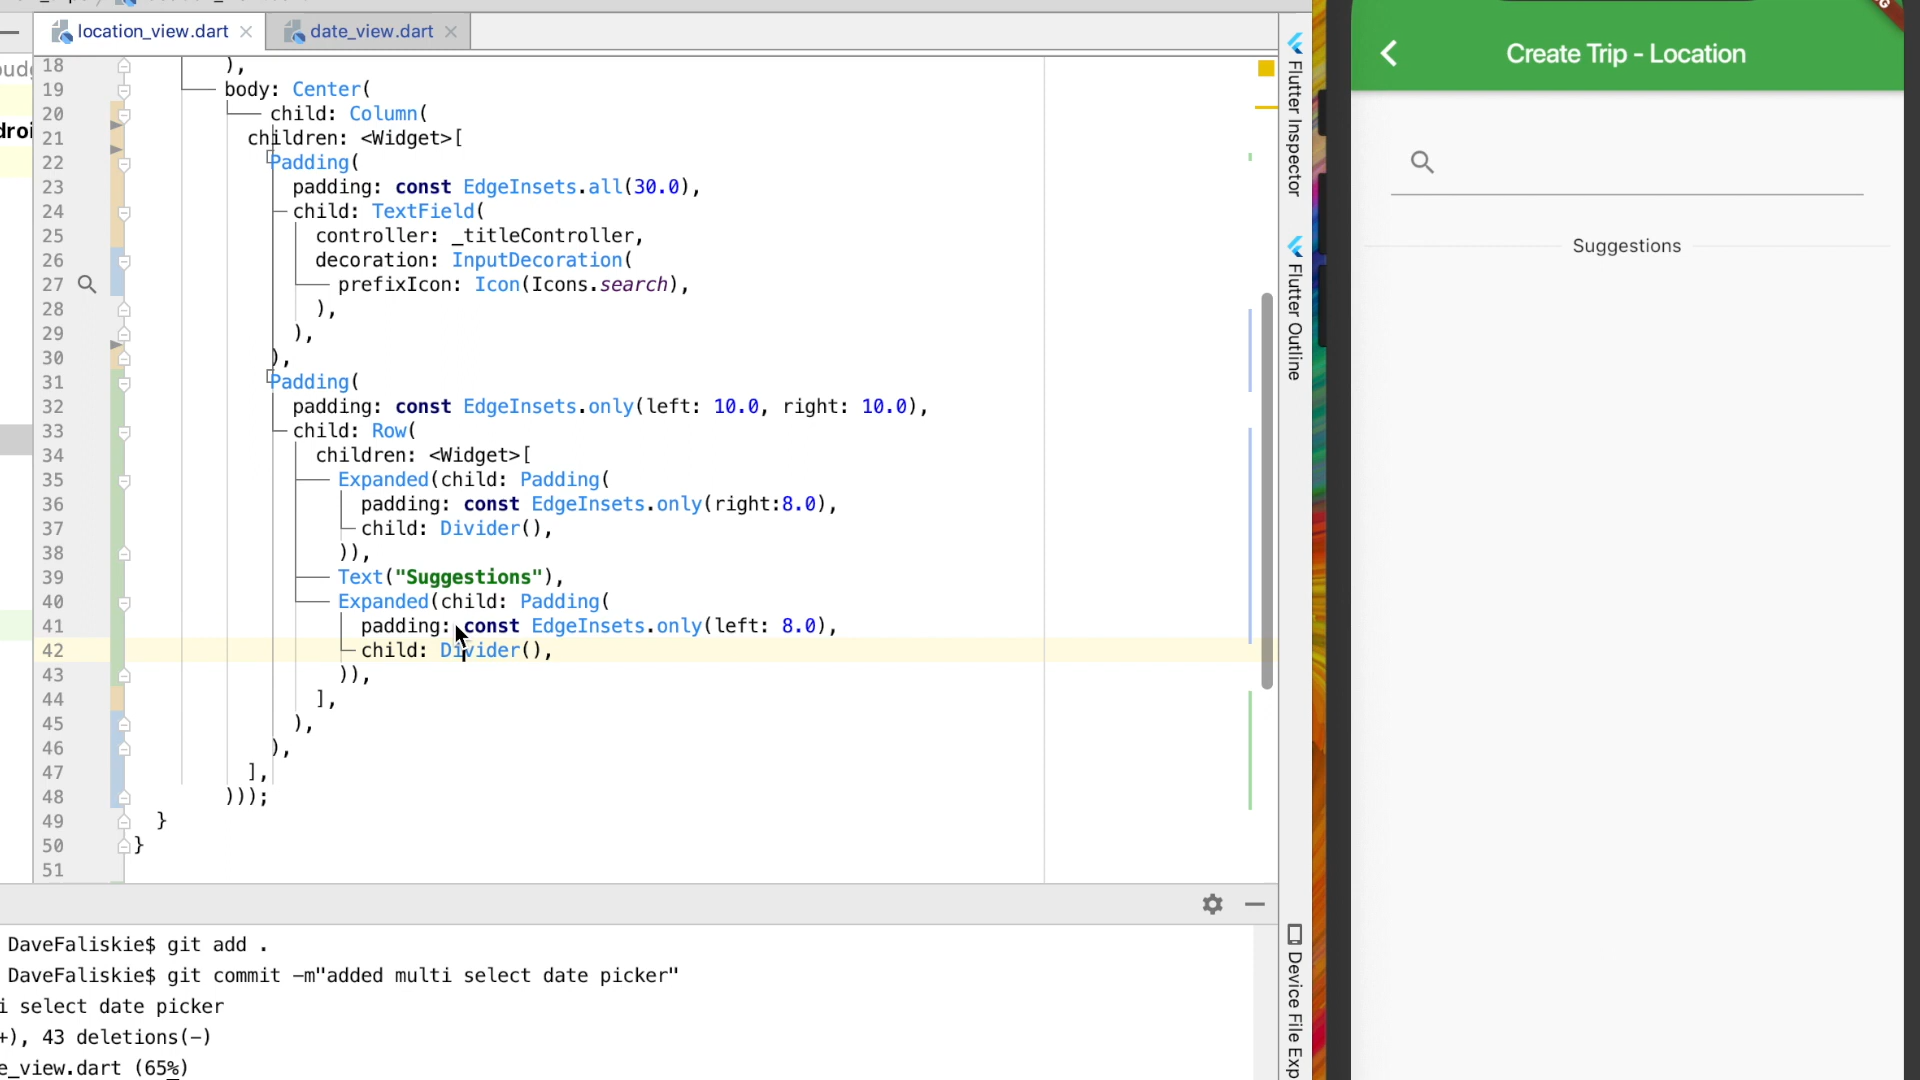 location_view.dart
date_view.dart
18 ),
19 body: Center(
20 child: Column(
21 children: <Widget>[
22 Padding(
23 padding: const EdgeInsets.all(30.0),
24 child: TextField(
25 controller: _titleController,
26 decoration: InputDecoration(
27 prefixIcon: Icon(Icons.search),
28 ),
29 ),
30 ),
31 Padding(
32 padding: const EdgeInsets.only(left: 10.0, right: 10.0),
33 child: Row(
34 children: <Widget>[
35 Expanded(child: Padding(
36 padding: const EdgeInsets.only(right:8.0),
37 child: Divider(),
38 )),
39 Text("Suggestions"),
40 Expanded(child: Padding(
41 padding: const EdgeInsets.only(left: 8.0),
42 child: Divider(),
43 )),
44 ],
45 ),
46 ),
47 ],
48 )));
49 }
50 }
51
DaveFaliskie$ git add .
DaveFaliskie$ git commit -m"added multi select date picker"
i select date picker
+), 43 deletions(-)
e_view.dart (65%)
Flutter Inspector
Flutter Outline
Device File Exp
Create Trip - Location
Suggestions